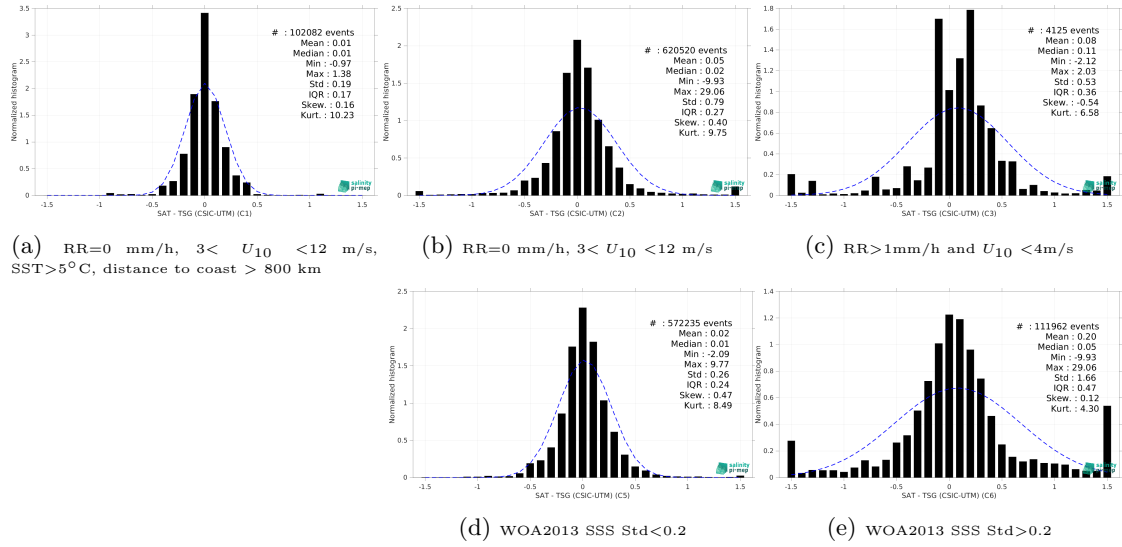 3.5
3
2.5
2
1.5
1
0.5
0
Normalized histogram
# : 102082 events
Mean : 0.01
Median : 0.01
Min : -0.97
Max : 1.38
Std : 0.19
IQR : 0.17
Skew. : 0.16
Kurt. : 10.23
salinity
pi-mep
-1.5 -1 -0.5 0 0.5 1 1.5
SAT - TSG (CSIC-UTM) (C1)
(a) RR=0 mm/h, 3< U10 <12 m/s,
SST>5°C, distance to coast > 800 km
2.5
2
1.5
1
0.5
0
Normalized histogram
# : 620520 events
Mean : 0.05
Median : 0.02
Min : -9.93
Max : 29.06
Std : 0.79
IQR : 0.27
Skew. : 0.40
Kurt. : 9.75
salinity
pi-mep
-1.5 -1 -0.5 0 0.5 1 1.5
SAT - TSG (CSIC-UTM) (C2)
(b) RR=0 mm/h, 3< U10 <12 m/s
1.8
1.6
1.4
1.2
1
0.8
0.6
0.4
0.2
0
Normalized histogram
# : 4125 events
Mean : 0.08
Median : 0.11
Min : -2.12
Max : 2.03
Std : 0.53
IQR : 0.36
Skew. : -0.54
Kurt. : 6.58
salinity
pi-mep
-1.5 -1 -0.5 0 0.5 1 1.5
SAT - TSG (CSIC-UTM) (C3)
(c) RR>1mm/h and U10 <4m/s
2.5
2
1.5
1
0.5
0
Normalized histogram
# : 572235 events
Mean : 0.02
Median : 0.01
Min : -2.09
Max : 9.77
Std : 0.26
IQR : 0.24
Skew. : 0.47
Kurt. : 8.49
salinity
pi-mep
-1.5 -1 -0.5 0 0.5 1 1.5
SAT - TSG (CSIC-UTM) (C5)
(d) WOA2013 SSS Std<0.2
1.4
1.2
1
0.8
0.6
0.4
0.2
0
Normalized histogram
# : 111962 events
Mean : 0.20
Median : 0.05
Min : -9.93
Max : 29.06
Std : 1.66
IQR : 0.47
Skew. : 0.12
Kurt. : 4.30
salinity
pi-mep
-1.5 -1 -0.5 0 0.5 1 1.5
SAT - TSG (CSIC-UTM) (C6)
(e) WOA2013 SSS Std>0.2